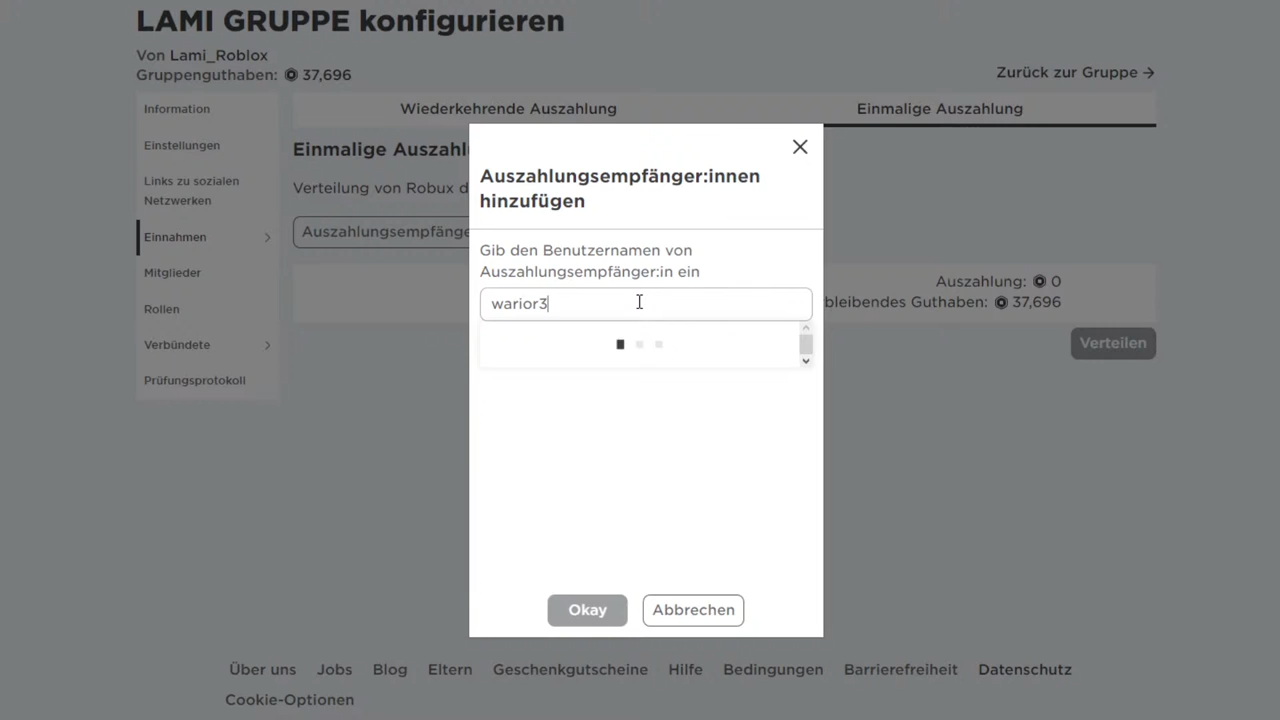 LAMI GRUPPE konfigurieren
Von Lami_Roblox
Gruppenguthaben: 37,696
Zurück zur Gruppe →
Information
Einstellungen
Links zu sozialen
Netzwerken
Einnahmen
Mitglieder
Rollen
Verbündete
Prüfungsprotokoll
Wiederkehrende Auszahlung
Einmalige Auszahlung
Einmalige Auszahl
Verteilung von Robux d
Auszahlungsempfänge
Auszahlung: 0
bleibendes Guthaben: 37,696
Verteilen
Auszahlungsempfänger:innen
hinzufügen
Gib den Benutzernamen von
Auszahlungsempfänger:in ein
warior3
Okay
Abbrechen
Über uns Jobs Blog Eltern Geschenkgutscheine Hilfe Bedingungen Barrierefreiheit Datenschutz
Cookie-Optionen